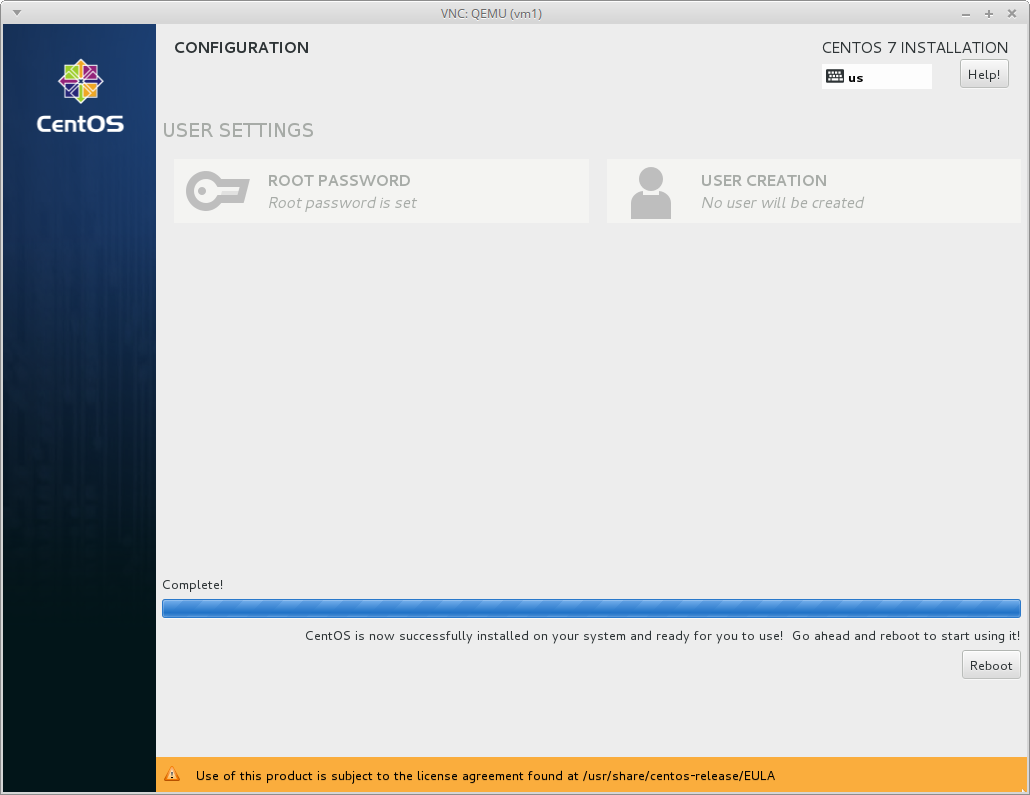 VNC: QEMU (vm1)
CentOS
CONFIGURATION
CENTOS 7 INSTALLATION
us
Help!
USER SETTINGS
ROOT PASSWORD
Root password is set
USER CREATION
No user will be created
Complete!
CentOS is now successfully installed on your system and ready for you to use!  Go ahead and reboot to start using it!
Reboot
Use of this product is subject to the license agreement found at /usr/share/centos-release/EULA